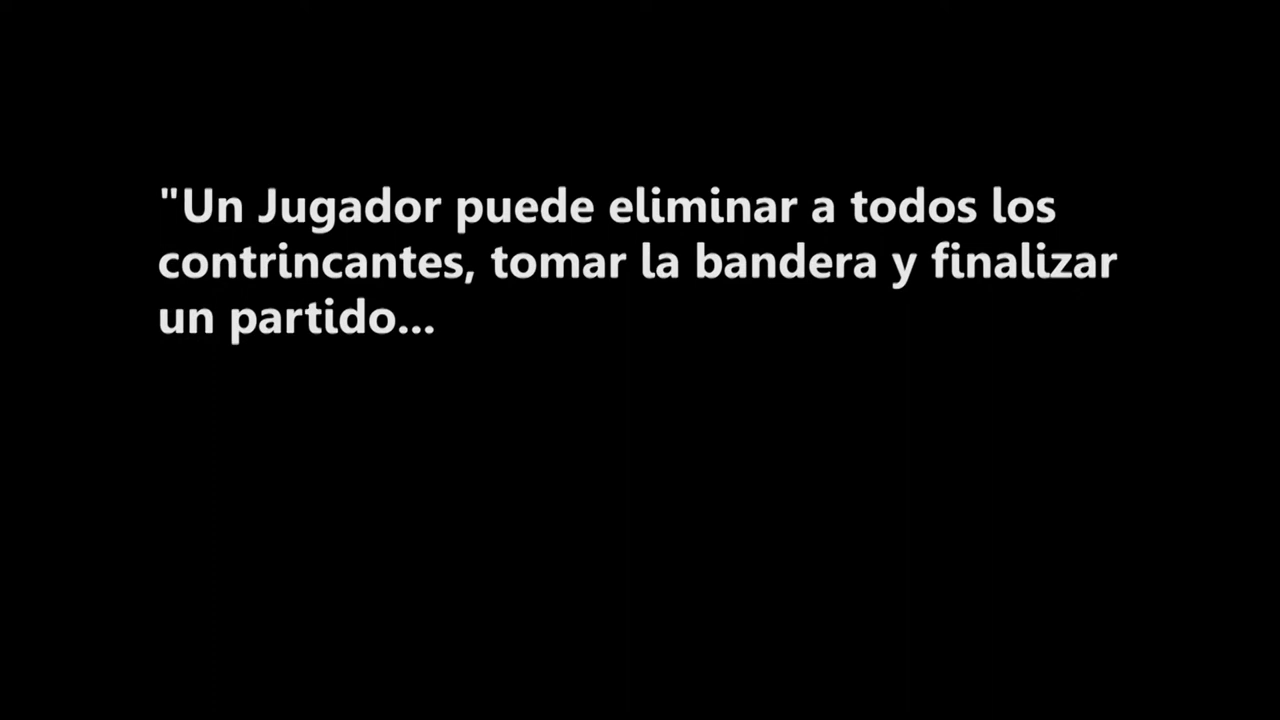 "Un Jugador puede eliminar a todos los
contrincantes, tomar la bandera y finalizar
un partido...